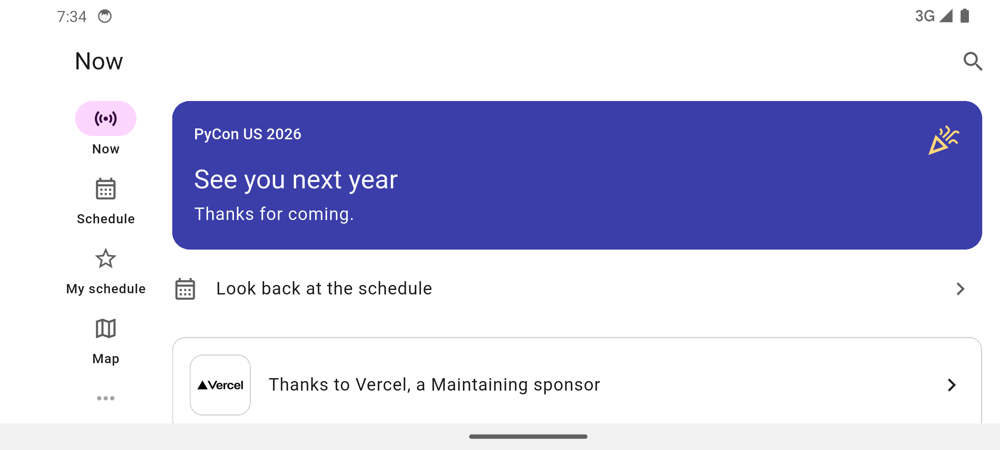 7:34
3G
Now
Now
Schedule
My schedule
Map
PyCon US 2026
See you next year
Thanks for coming.
Look back at the schedule
Vercel
Thanks to Vercel, a Maintaining sponsor